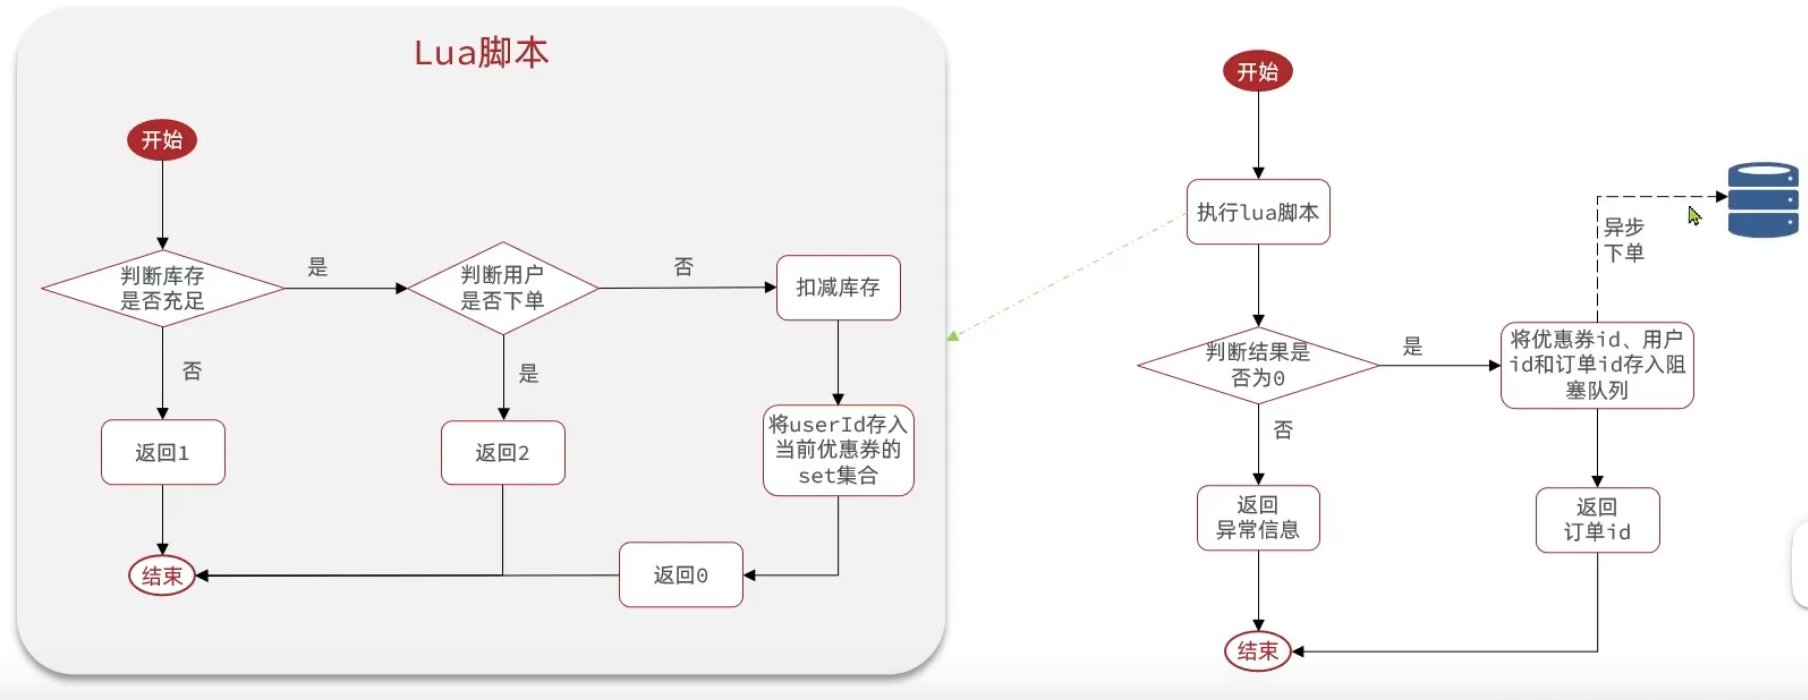 Lua脚本
开始
判断库存
是否充足
是
判断用户
是否下单
否
扣减库存
否
是
返回1
返回2
将userId存入
当前优惠券的
set集合
返回0
结束
开始
执行lua脚本
判断结果是
否为0
是
将优惠券id、用户
id和订单id存入阻
塞队列
异步
下单
否
返回
异常信息
返回
订单id
结束